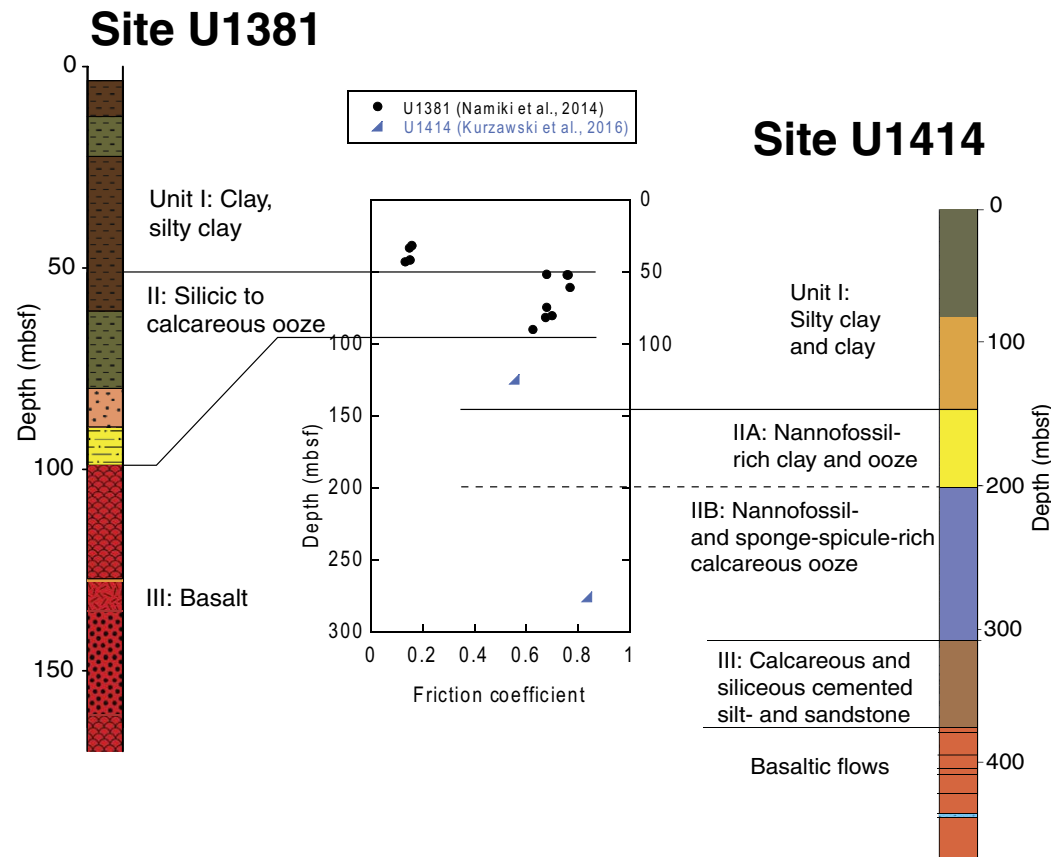 Site U1381
0
50
100
150
Depth (mbsf)
Unit I: Clay,
silty clay
II: Silicic to
calcareous ooze
III: Basalt
U1381 (Namiki et al., 2014)
U1414 (Kurzawski et al., 2016)
0
50
100
100
150
200
250
300
Depth (mbsf)
0
0.2
0.4
0.6
0.8
1
Friction coefficient
Site U1414
0
100
200
300
400
Depth (mbsf)
Unit I:
Silty clay
and clay
IIA: Nannofossil-
rich clay and ooze
IIB: Nannofossil-
and sponge-spicule-rich
calcareous ooze
III: Calcareous and
siliceous cemented
silt- and sandstone
Basaltic flows